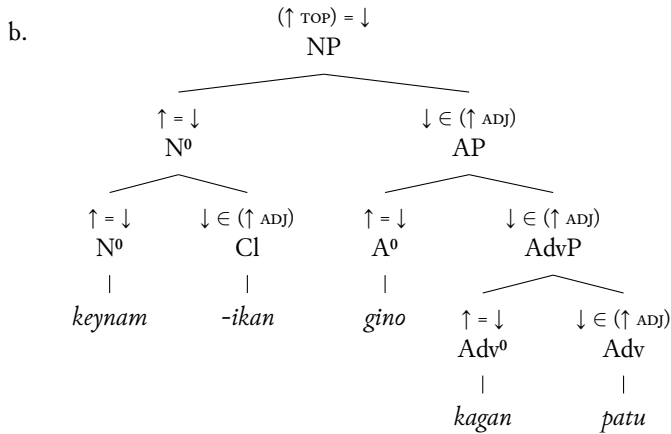 b.
(↑ TOP) = ↓
NP
↑ = ↓ ↓ ∈ (↑ ADJ)
N⁰ AP
↑ = ↓ ↓ ∈ (↑ ADJ) ↑ = ↓ ↓ ∈ (↑ ADJ)
N⁰ Cl A⁰ AdvP
keynam -ikan gino ↑ = ↓ ↓ ∈ (↑ ADJ)
Adv⁰ Adv
kagan patu